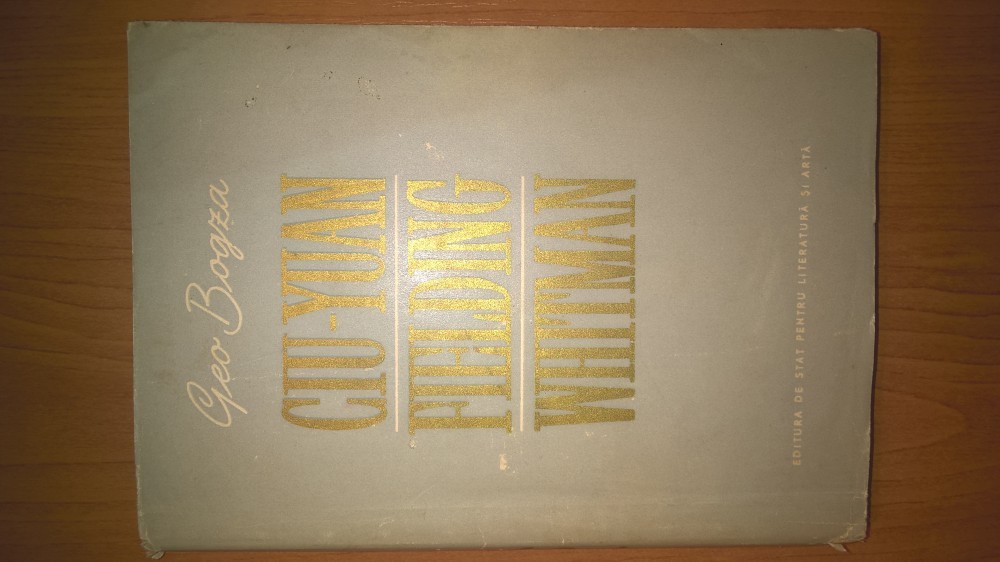 Geo Bogza
CIU-YUAN
FIELDING
WHITMAN
EDITURA DE STAT PENTRU LITERATURĂ ȘI ARTĂ